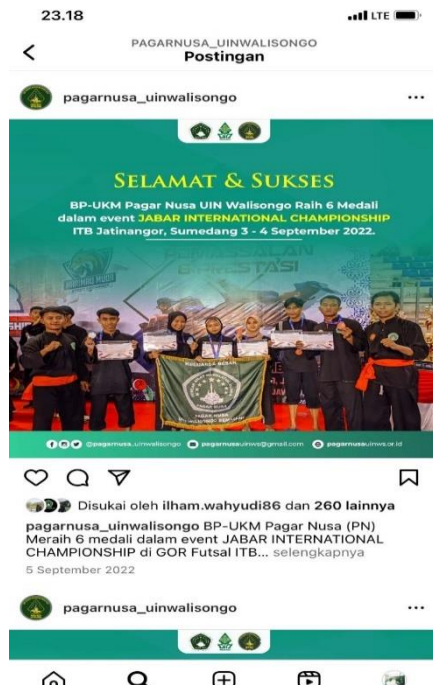 23.18
LTE
PAGARNUSA_UINWALISONGO
Postingan
pagarnusa_uinwalisongo
SELAMAT & SUKSES
BP-UKM Pagar Nusa UIN Walisongo Raih 6 Medali
dalam event JABAR INTERNATIONAL CHAMPIONSHIP
ITB Jatinangor, Sumedang 3 - 4 September 2022.
PAGAR NUSA
@pagarnusa_uinwalisongo pagarnusauinws@gmail.com pagarnusauinws.or.id
Disukai oleh ilham.wahyudi86 dan 260 lainnya
pagarnusa_uinwalisongo BP-UKM Pagar Nusa (PN)
Meraih 6 medali dalam event JABAR INTERNATIONAL
CHAMPIONSHIP di GOR Futsal ITB... selengkapnya
5 September 2022
pagarnusa_uinwalisongo